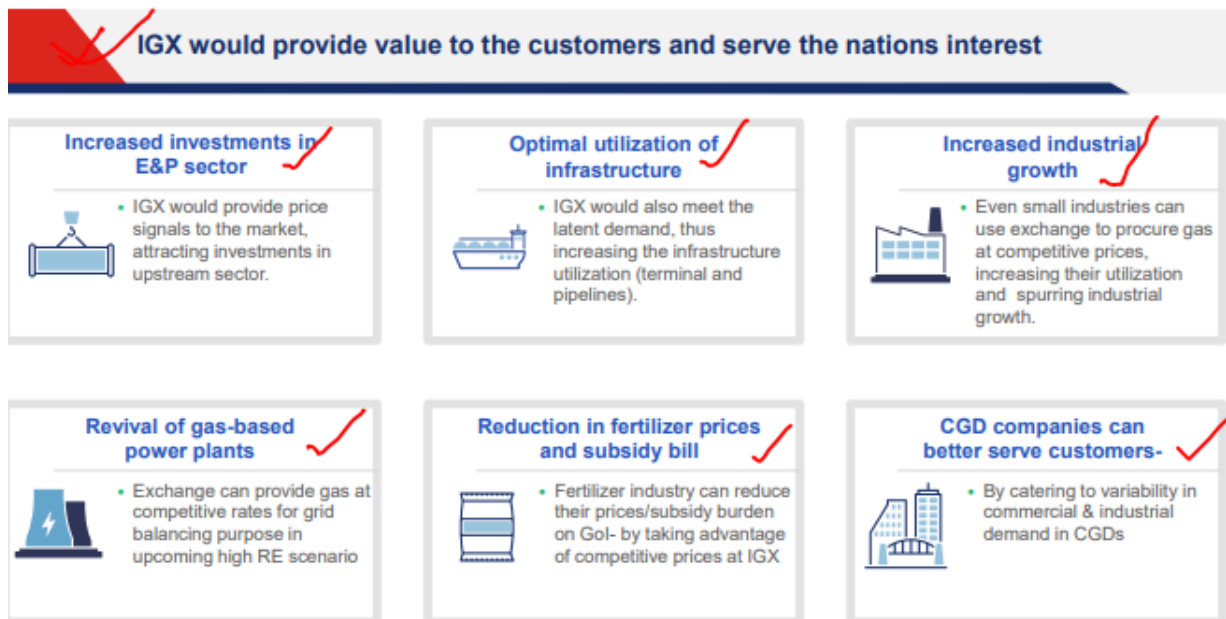 IGX would provide value to the customers and serve the nations interest
Increased investments in
E&P sector
• IGX would provide price
signals to the market,
attracting investments in
upstream sector.
Optimal utilization of
infrastructure
• IGX would also meet the
latent demand, thus
increasing the infrastructure
utilization (terminal and
pipelines).
Increased industrial
growth
• Even small industries can
use exchange to procure gas
at competitive prices,
increasing their utilization
and spurring industrial
growth.
Revival of gas-based
power plants
• Exchange can provide gas at
competitive rates for grid
balancing purpose in
upcoming high RE scenario
Reduction in fertilizer prices
and subsidy bill
• Fertilizer industry can reduce
their prices/subsidy burden
on GoI- by taking advantage
of competitive prices at IGX
CGD companies can
better serve customers-
• By catering to variability in
commercial & industrial
demand in CGDs